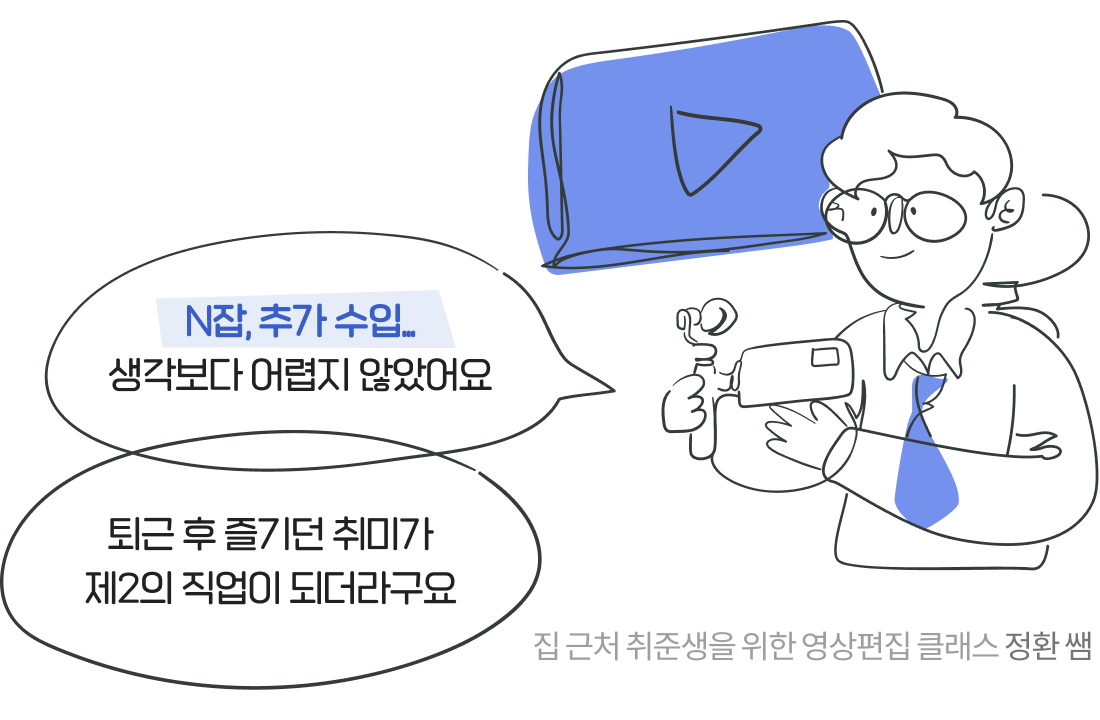 N잡, 추가 수입...
생각보다 어렵지 않았어요
퇴근 후 즐기던 취미가
제2의 직업이 되더라구요
집 근처 취준생을 위한 영상편집 클래스 정환 쌤